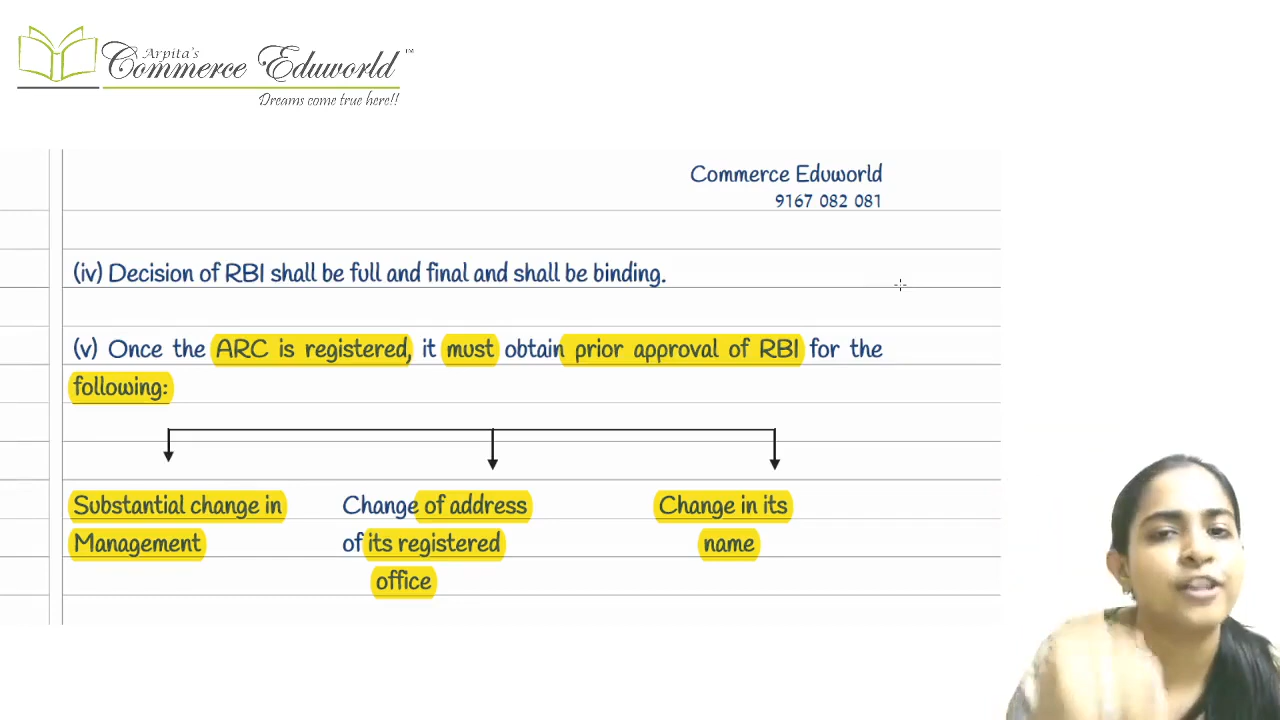 Arpita's
Commerce Eduworld™
Dreams come true here!!
Commerce Eduworld
9167 082 081
(iv) Decision of RBI shall be full and final and shall be binding.
(v) Once the ARC is registered, it must obtain prior approval of RBI for the
following:
Substantial change in
Management
Change of address
of its registered
office
Change in its
name